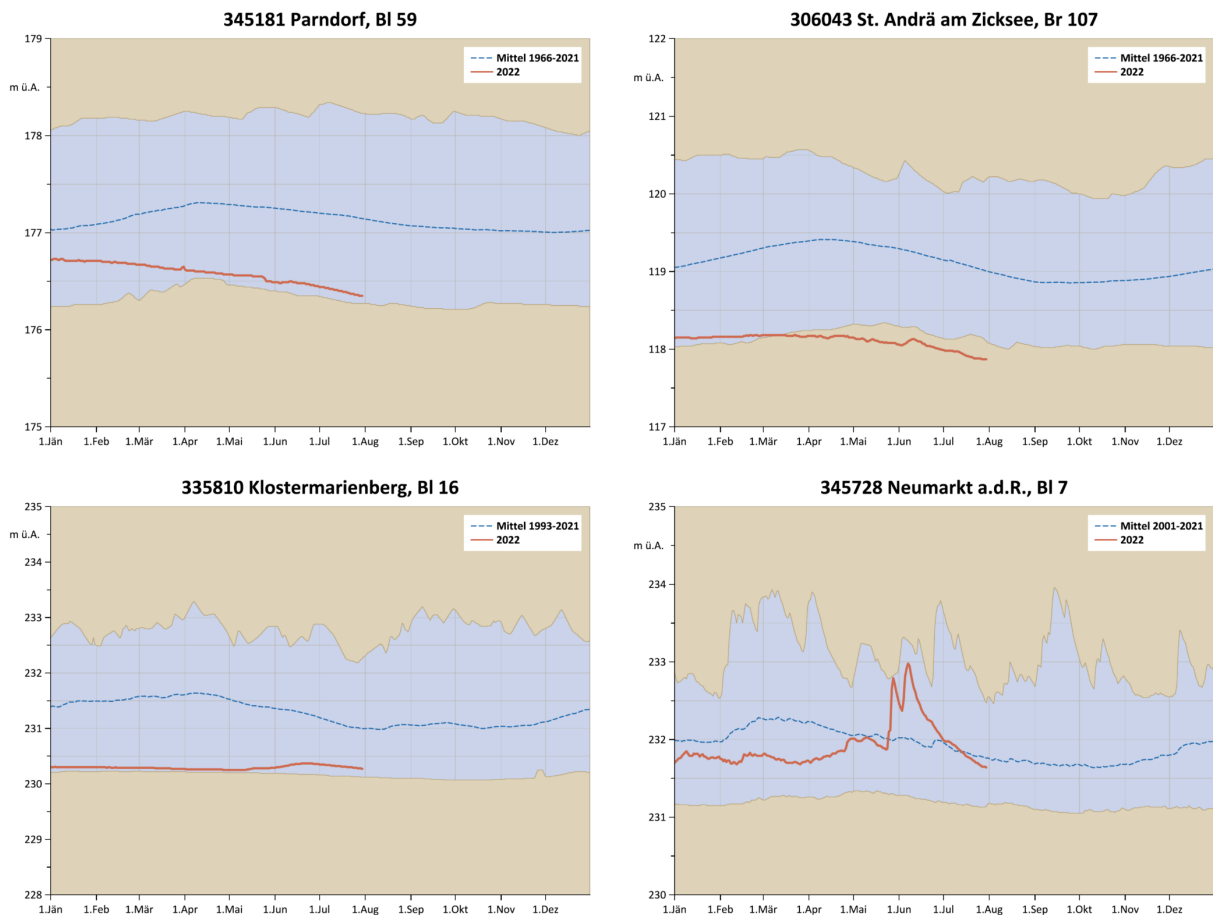 345181 Parndorf, Bl 59
179
m ü.A.
178
177
176
175
1.Jän 1.Feb 1.Mär 1.Apr 1.Mai 1.Jun 1.Jul 1.Aug 1.Sep 1.Okt 1.Nov 1.Dez
Mittel 1966-2021
2022
306043 St. Andrä am Zicksee, Br 107
122
m ü.A.
121
120
119
118
117
1.Jän 1.Feb 1.Mär 1.Apr 1.Mai 1.Jun 1.Jul 1.Aug 1.Sep 1.Okt 1.Nov 1.Dez
Mittel 1966-2021
2022
335810 Klostermarienberg, Bl 16
235
m ü.A.
234
233
232
231
230
229
228
1.Jän 1.Feb 1.Mär 1.Apr 1.Mai 1.Jun 1.Jul 1.Aug 1.Sep 1.Okt 1.Nov 1.Dez
Mittel 1993-2021
2022
345728 Neumarkt a.d.R., Bl 7
235
m ü.A.
234
233
232
231
230
1.Jän 1.Feb 1.Mär 1.Apr 1.Mai 1.Jun 1.Jul 1.Aug 1.Sep 1.Okt 1.Nov 1.Dez
Mittel 2001-2021
2022